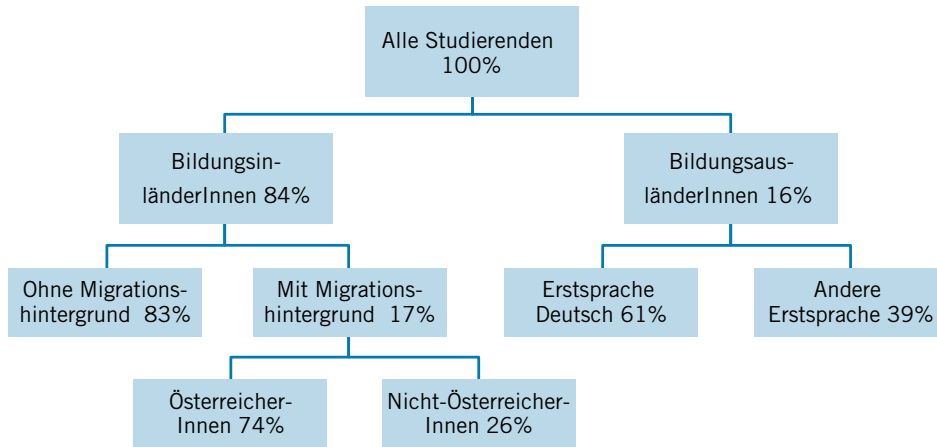 Alle Studierenden
100%
Bildungsin-
länderInnen 84%
Bildungsaus-
länderInnen 16%
Ohne Migrations-
hintergrund 83%
Mit Migrations-
hintergrund 17%
Erstsprache
Deutsch 61%
Andere
Erstsprache 39%
Österreicher-
Innen 74%
Nicht-Österreicher-
Innen 26%